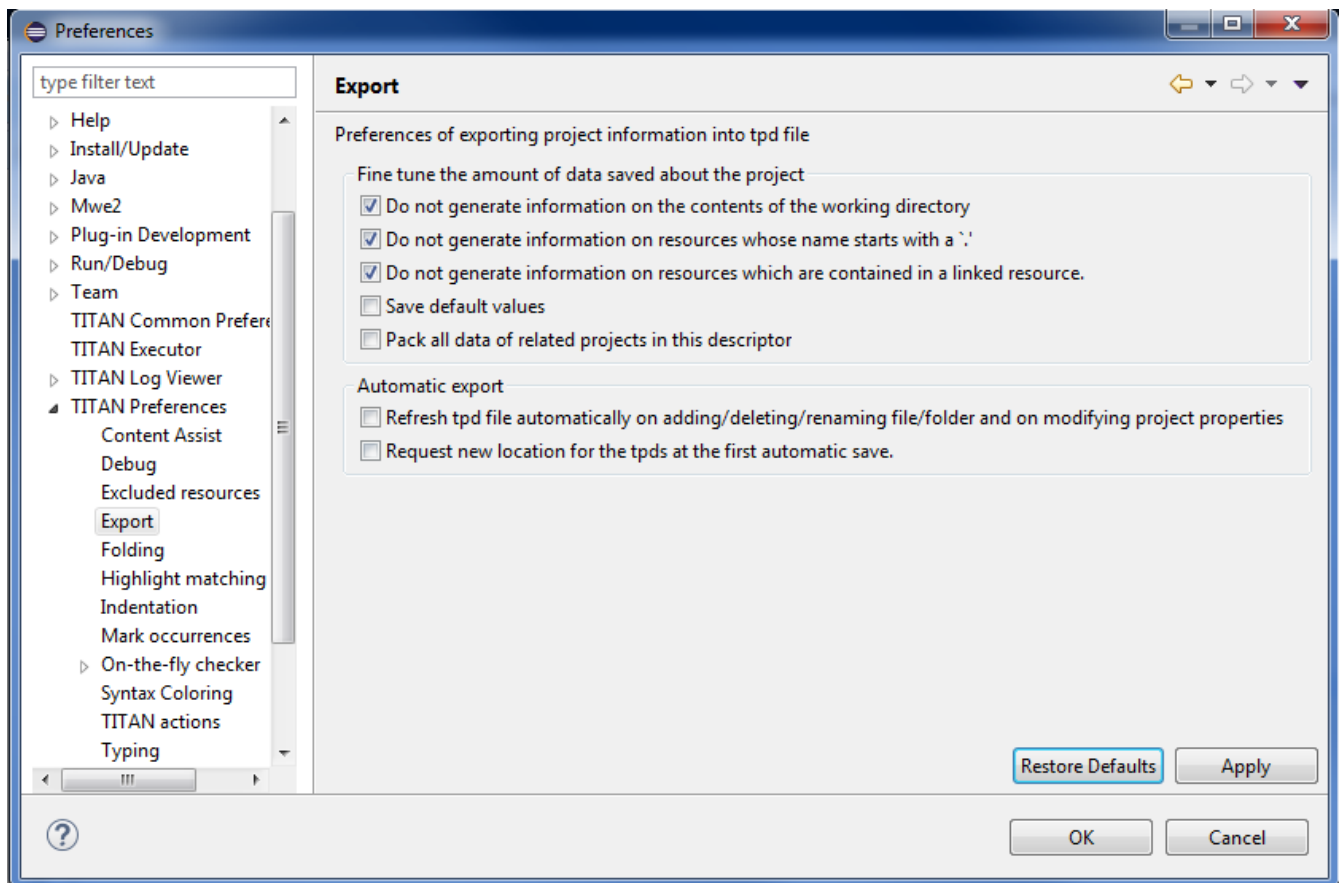 Preferences
type filter text
Help
Install/Update
Java
Mwe2
Plug-in Development
Run/Debug
Team
TITAN Common Prefere
TITAN Executor
TITAN Log Viewer
TITAN Preferences
Content Assist
Debug
Excluded resources
Export
Folding
Highlight matching
Indentation
Mark occurrences
On-the-fly checker
Syntax Coloring
TITAN actions
Typing
Export
Preferences of exporting project information into tpd file
Fine tune the amount of data saved about the project
Do not generate information on the contents of the working directory
Do not generate information on resources whose name starts with a `.'
Do not generate information on resources which are contained in a linked resource.
Save default values
Pack all data of related projects in this descriptor
Automatic export
Refresh tpd file automatically on adding/deleting/renaming file/folder and on modifying project properties
Request new location for the tpds at the first automatic save.
Restore Defaults
Apply
?
OK
Cancel